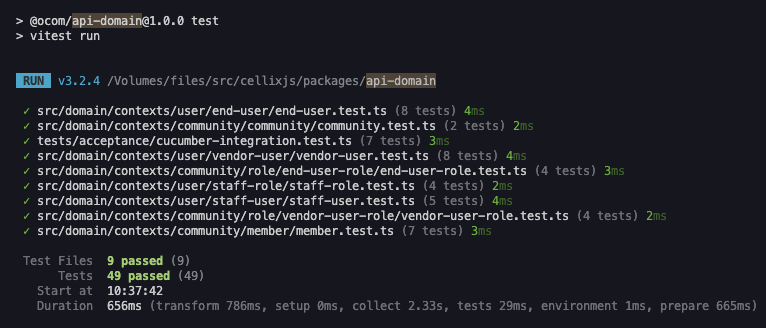 > @ocom/api-domain@1.0.0 test
> vitest run
RUN v3.2.4 /Volumes/files/src/cellixjs/packages/api-domain
✓ src/domain/contexts/user/end-user/end-user.test.ts (8 tests) 4ms
✓ src/domain/contexts/community/community/community.test.ts (2 tests) 2ms
✓ tests/acceptance/cucumber-integration.test.ts (7 tests) 3ms
✓ src/domain/contexts/user/vendor-user/vendor-user.test.ts (8 tests) 4ms
✓ src/domain/contexts/community/role/end-user-role/end-user-role.test.ts (4 tests) 3ms
✓ src/domain/contexts/user/staff-role/staff-role.test.ts (4 tests) 2ms
✓ src/domain/contexts/user/staff-user/staff-user.test.ts (5 tests) 4ms
✓ src/domain/contexts/community/role/vendor-user-role/vendor-user-role.test.ts (4 tests) 2ms
✓ src/domain/contexts/community/member/member.test.ts (7 tests) 3ms
Test Files 9 passed (9)
Tests 49 passed (49)
Start at 10:37:42
Duration 656ms (transform 786ms, setup 0ms, collect 2.33s, tests 29ms, environment 1ms, prepare 665ms)